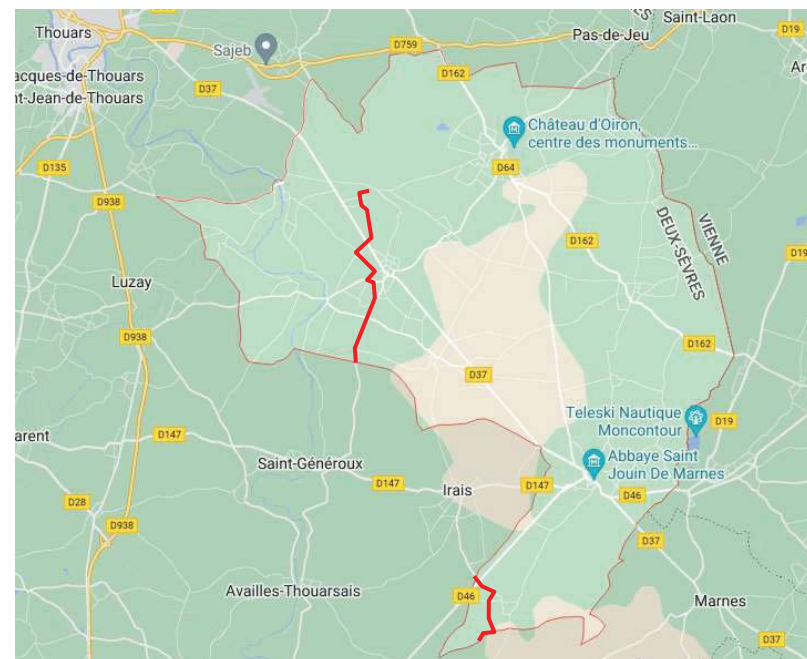 Thouars
Saint-Laon
Pas-de-Jeu
D19
Sajeb
D759
D162
acques-de-Thouars
D37
nt-Jean-de-Thouars
Château d'Oiron,
centre des monuments...
D64
D135
D938
VIENNE
DEUX-SÈVRES
D162
D19
Luzay
D938
D162
D37
Teleski Nautique
Moncontour
D19
arent
D147
Abbaye Saint
Jouin De Marnes
Saint-Généroux
D147
Irais
D147
D46
D28
D938
D37
Availles-Thouarsais
D46
Marnes